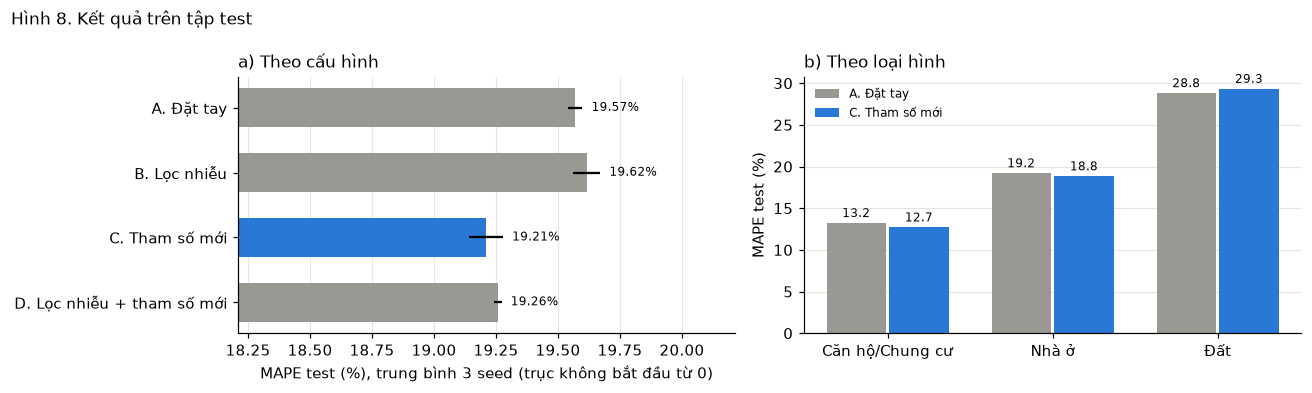 Hình 8. Kết quả trên tập test
a) Theo cấu hình
A. Đặt tay
19.57%
B. Lọc nhiễu
19.62%
C. Tham số mới
19.21%
D. Lọc nhiễu + tham số mới
19.26%
18.25 18.50 18.75 19.00 19.25 19.50 19.75 20.00
MAPE test (%), trung bình 3 seed (trục không bắt đầu từ 0)
b) Theo loại hình
A. Đặt tay
C. Tham số mới
MAPE test (%)
30
25
20
15
10
5
0
13.2 12.7
19.2 18.8
28.8 29.3
Căn hộ/Chung cư Nhà ở Đất